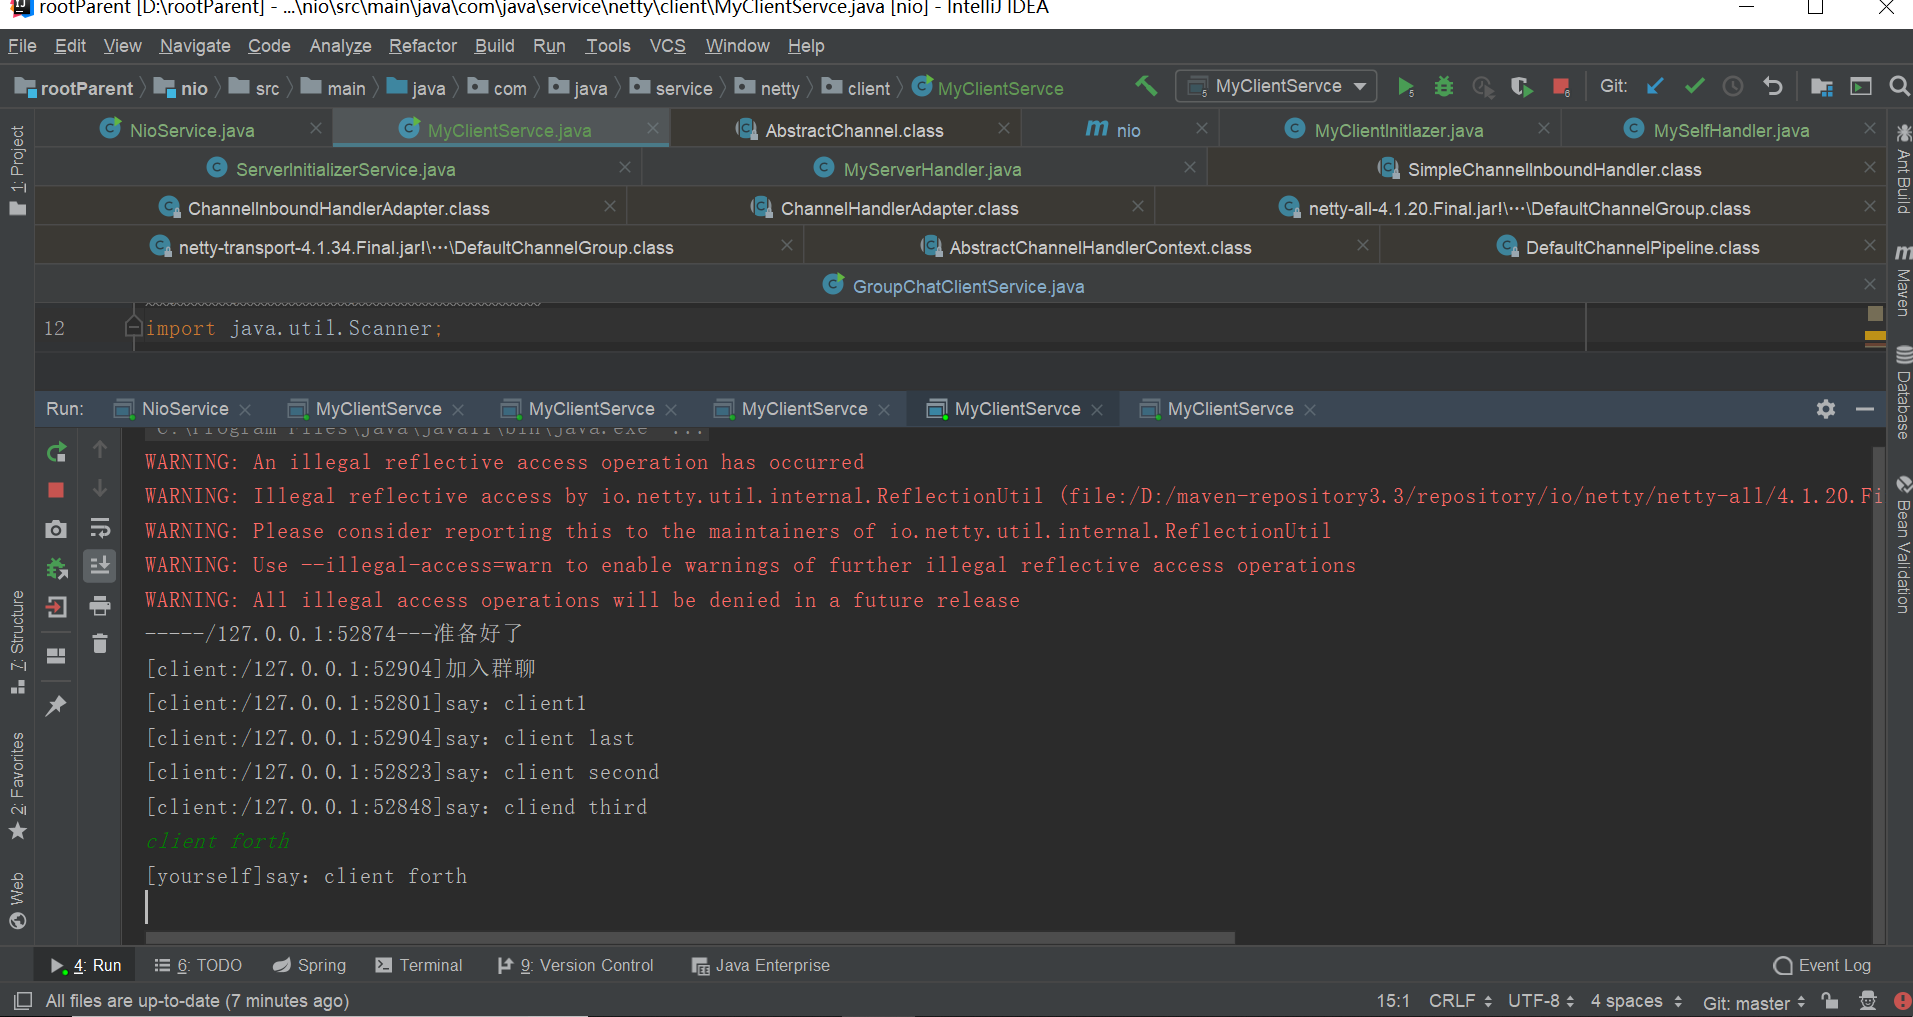 rootParent [D:\rootParent] - ...\nio\src\main\java\com\java\service\netty\client\MyClientServce.java [nio] - IntelliJ IDEA
File Edit View Navigate Code Analyze Refactor Build Run Tools VCS Window Help
rootParent nio src main java com java service netty client MyClientServce MyClientServce Git:
NioService.java MyClientServce.java AbstractChannel.class nio MyClientInitlazer.java MySelfHandler.java
ServerInitializerService.java MyServerHandler.java SimpleChannelInboundHandler.class
ChannelInboundHandlerAdapter.class ChannelHandlerAdapter.class netty-all-4.1.20.Final.jar!\...\DefaultChannelGroup.class
netty-transport-4.1.34.Final.jar!\...\DefaultChannelGroup.class AbstractChannelHandlerContext.class DefaultChannelPipeline.class
GroupChatClientService.java
12 import java.util.Scanner;
Run: NioService MyClientServce MyClientServce MyClientServce MyClientServce MyClientServce
"C:\Program Files\java\java11\bin\java.exe" ...
WARNING: An illegal reflective access operation has occurred
WARNING: Illegal reflective access by io.netty.util.internal.ReflectionUtil (file:/D:/maven-repository3.3/repository/io/netty/netty-all/4.1.20.Fi
WARNING: Please consider reporting this to the maintainers of io.netty.util.internal.ReflectionUtil
WARNING: Use --illegal-access=warn to enable warnings of further illegal reflective access operations
WARNING: All illegal access operations will be denied in a future release
-----/127.0.0.1:52874---准备好了
[client:/127.0.0.1:52904]加入群聊
[client:/127.0.0.1:52801]say: client1
[client:/127.0.0.1:52904]say: client last
[client:/127.0.0.1:52823]say: client second
[client:/127.0.0.1:52848]say: cliend third
client forth
[yourself]say: client forth
1: Project
7: Structure
2: Favorites
Web
Ant Build
Maven
Database
Bean Validation
4: Run 6: TODO Spring Terminal 9: Version Control Java Enterprise Event Log
All files are up-to-date (7 minutes ago) 15:1 CRLF UTF-8 4 spaces Git: master